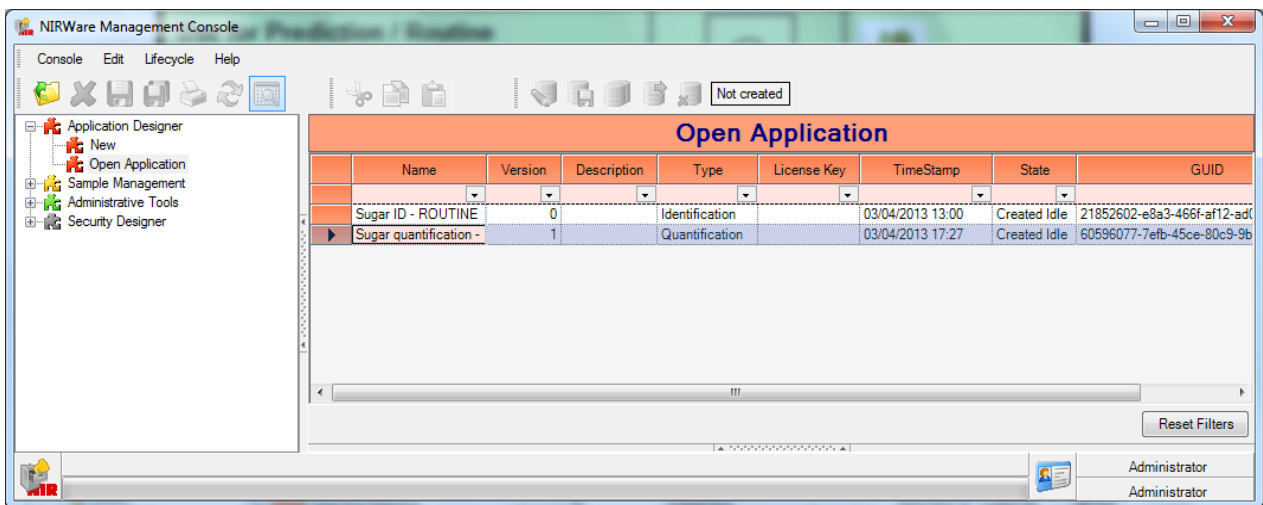 NIRWare Management Console
Console Edit Lifecycle Help
Not created
Application Designer
New
Open Application
Sample Management
Administrative Tools
Security Designer
Open Application
Name Version Description Type License Key TimeStamp State GUID
Sugar ID - ROUTINE 0 Identification 03/04/2013 13:00 Created Idle 21852602-e8a3-466f-af12-ad0
Sugar quantification - 1 Quantification 03/04/2013 17:27 Created Idle 60596077-7efb-45ce-80c9-9b
Reset Filters
NIR
Administrator
Administrator